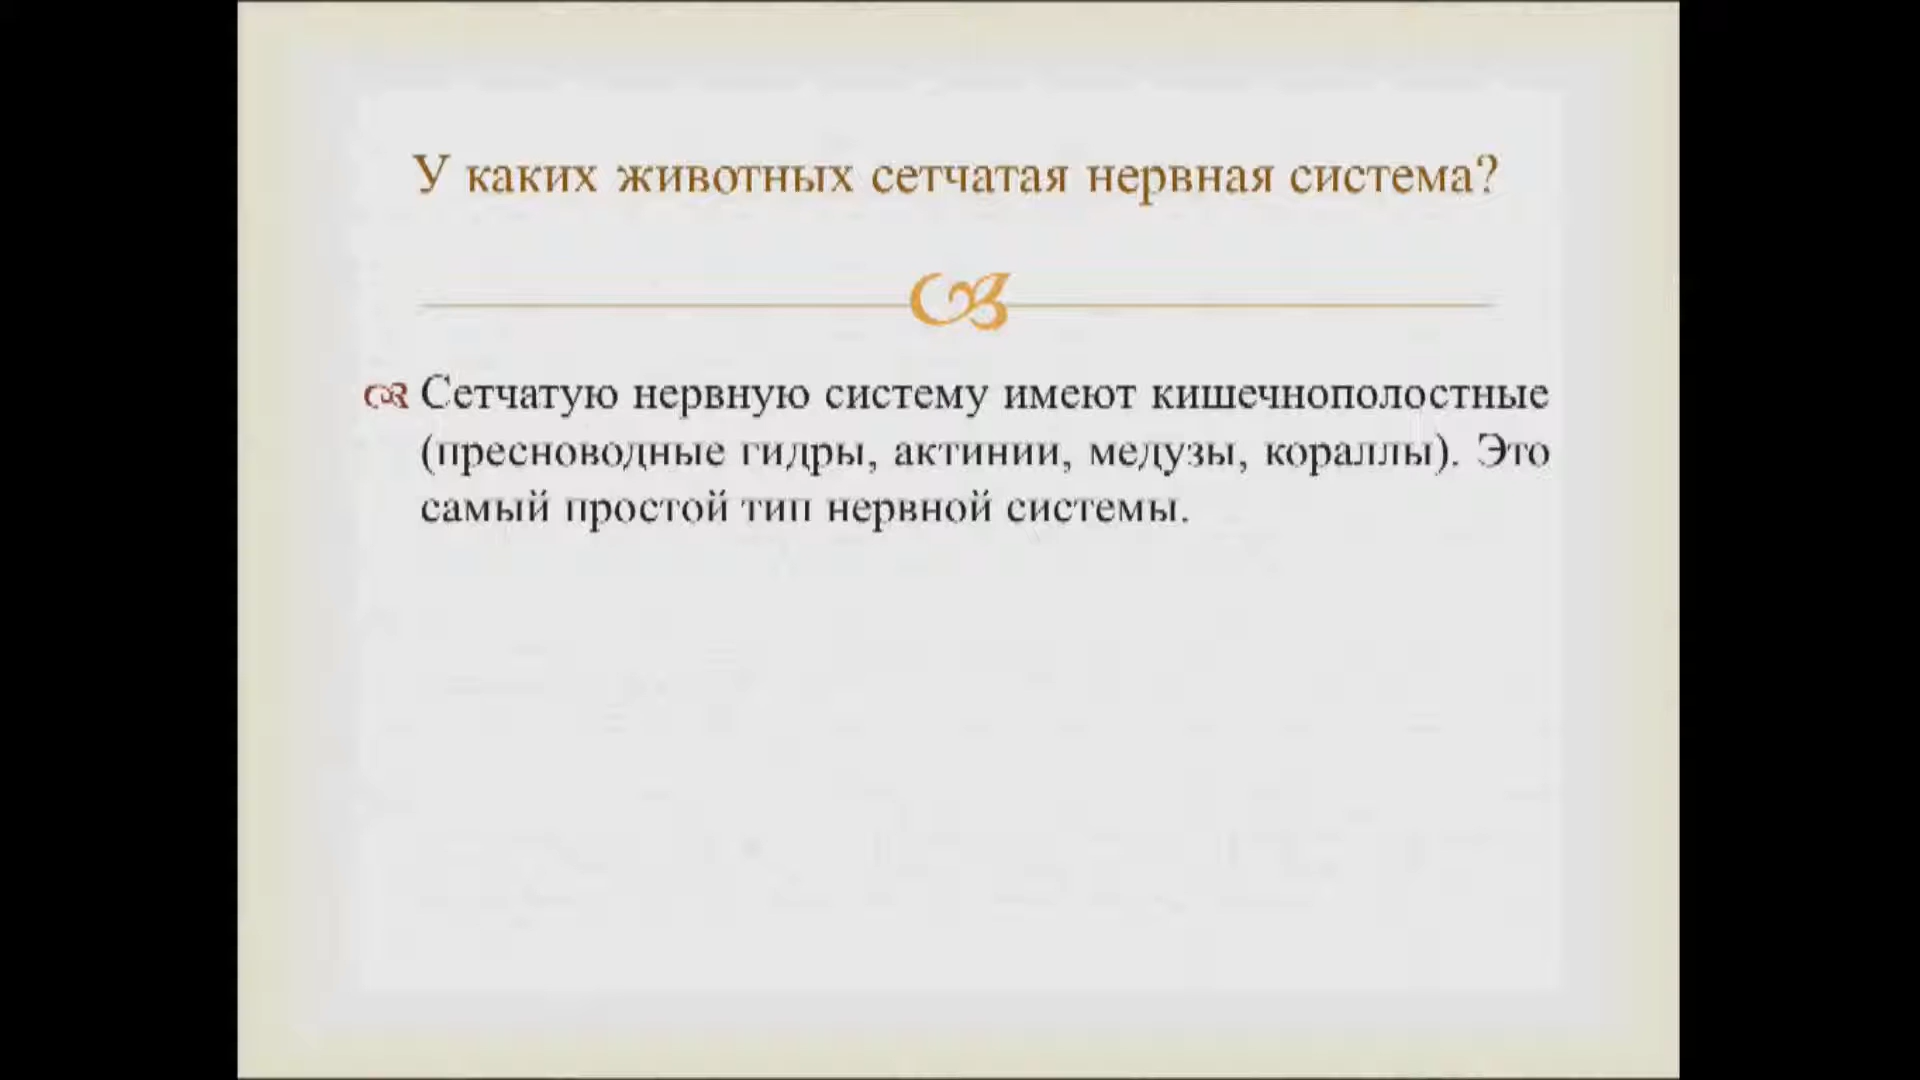 У каких животных сетчатая нервная система?
Сетчатую нервную систему имеют кишечнополостные
(пресноводные гидры, актинии, медузы, кораллы). Это
самый простой тип нервной системы.